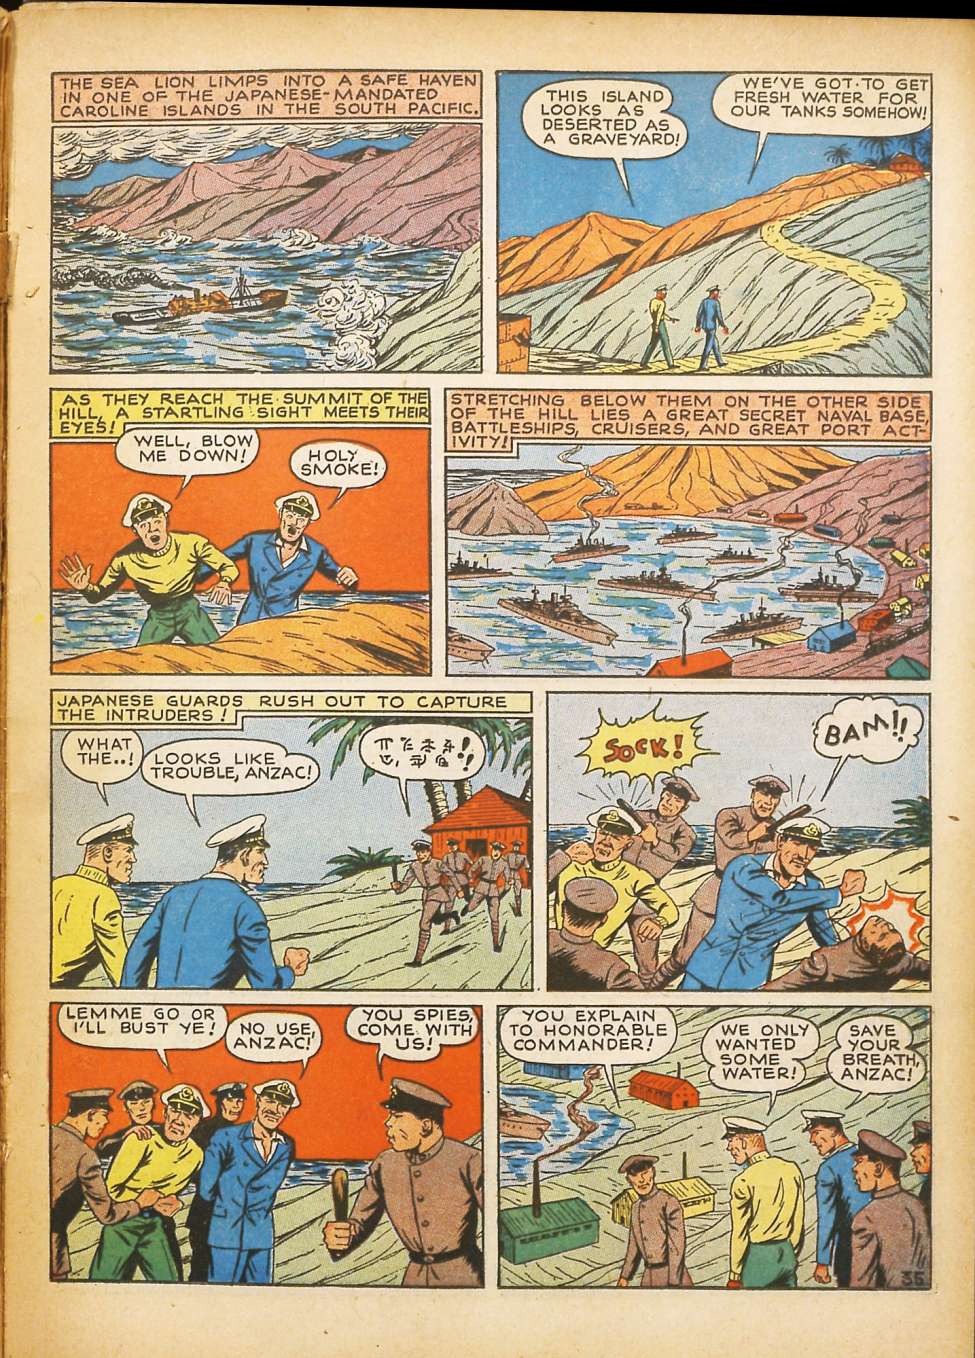 THE SEA LION LIMPS INTO A SAFE HAVEN
IN ONE OF THE JAPANESE-MANDATED
CAROLINE ISLANDS IN THE SOUTH PACIFIC.
THIS ISLAND
LOOKS AS
DESERTED AS
A GRAVEYARD!
WE'VE GOT TO GET
FRESH WATER FOR
OUR TANKS SOMEHOW!
AS THEY REACH THE SUMMIT OF THE
HILL, A STARTLING SIGHT MEETS THEIR
EYES!
WELL, BLOW
ME DOWN!
HOLY
SMOKE!
STRETCHING BELOW THEM ON THE OTHER SIDE
OF THE HILL LIES A GREAT SECRET NAVAL BASE,
BATTLESHIPS, CRUISERS, AND GREAT PORT ACT-
IVITY!
JAPANESE GUARDS RUSH OUT TO CAPTURE
THE INTRUDERS!
WHAT
THE..!
LOOKS LIKE
TROUBLE, ANZAC!
SOCK!
BAM!!
LEMME GO OR
I'LL BUST YE!
NO USE,
ANZAC!
YOU SPIES,
COME WITH
US!
YOU EXPLAIN
TO HONORABLE
COMMANDER!
WE ONLY
WANTED
SOME
WATER!
SAVE
YOUR
BREATH,
ANZAC!
35